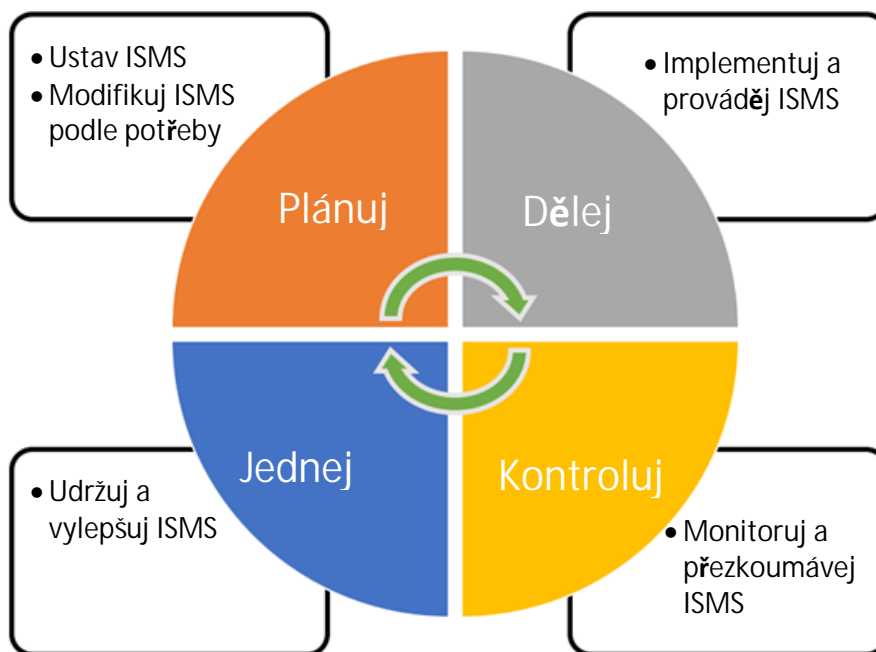 • Ustav ISMS
• Modifikuj ISMS
podle potřeby
• Implementuj a
prováděj ISMS
Plánuj
Dělej
Jednej
Kontroluj
• Udržuj a
vylepšuj ISMS
• Monitoruj a
přezkoumávej
ISMS